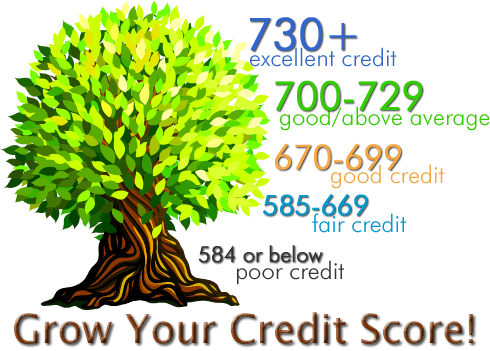 730+
excellent credit
700-729
good/above average
670-699
good credit
585-669
fair credit
584 or below
poor credit
Grow Your Credit Score!